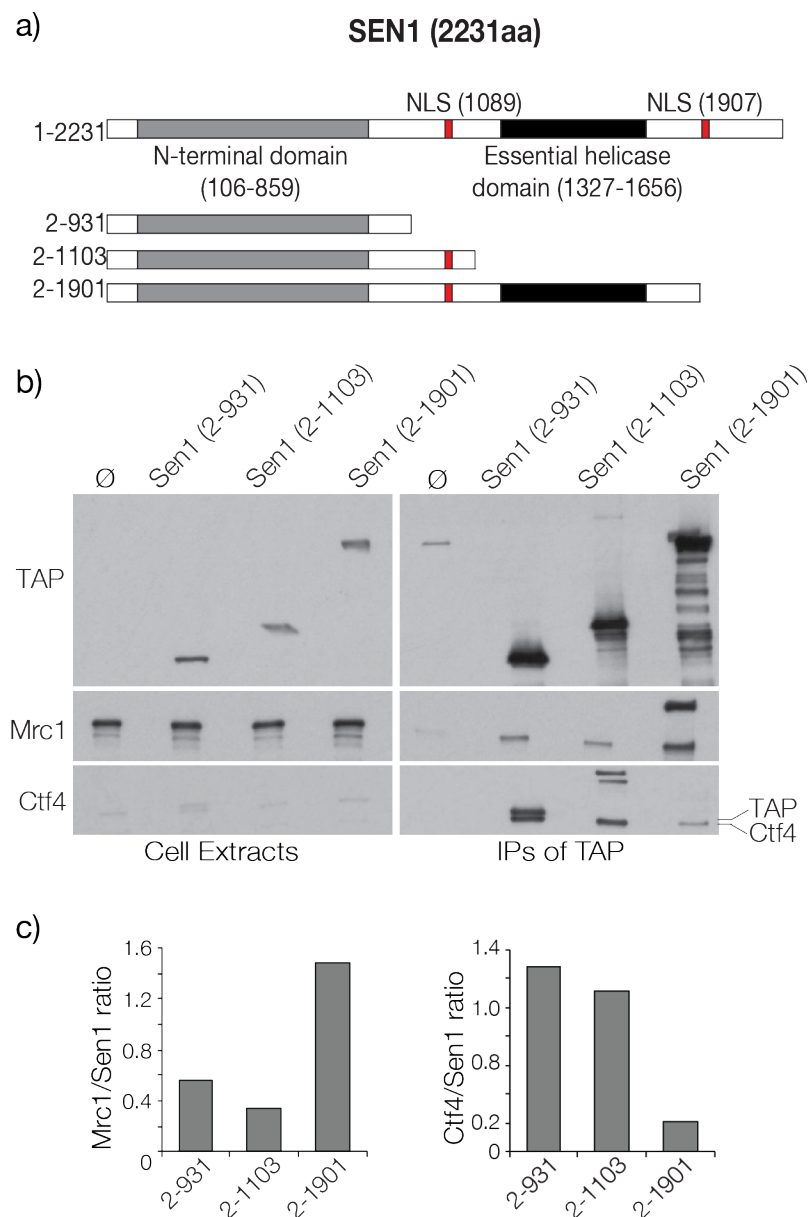 a)
SEN1 (2231aa)
NLS (1089) NLS (1907)
1-2231
N-terminal domain
(106-859)
Essential helicase
domain (1327-1656)
2-931
2-1103
2-1901
b)
Ø Sen1 (2-931) Sen1 (2-1103) Sen1 (2-1901) Ø Sen1 (2-931) Sen1 (2-1103) Sen1 (2-1901)
TAP
Mrc1
Ctf4
TAP
Ctf4
Cell Extracts IPs of TAP
c)
Mrc1/Sen1 ratio
1.6
1.2
0.8
0.4
0
2-931 2-1103 2-1901
Ctf4/Sen1 ratio
1.4
1.0
0.8
0.2
0
2-931 2-1103 2-1901